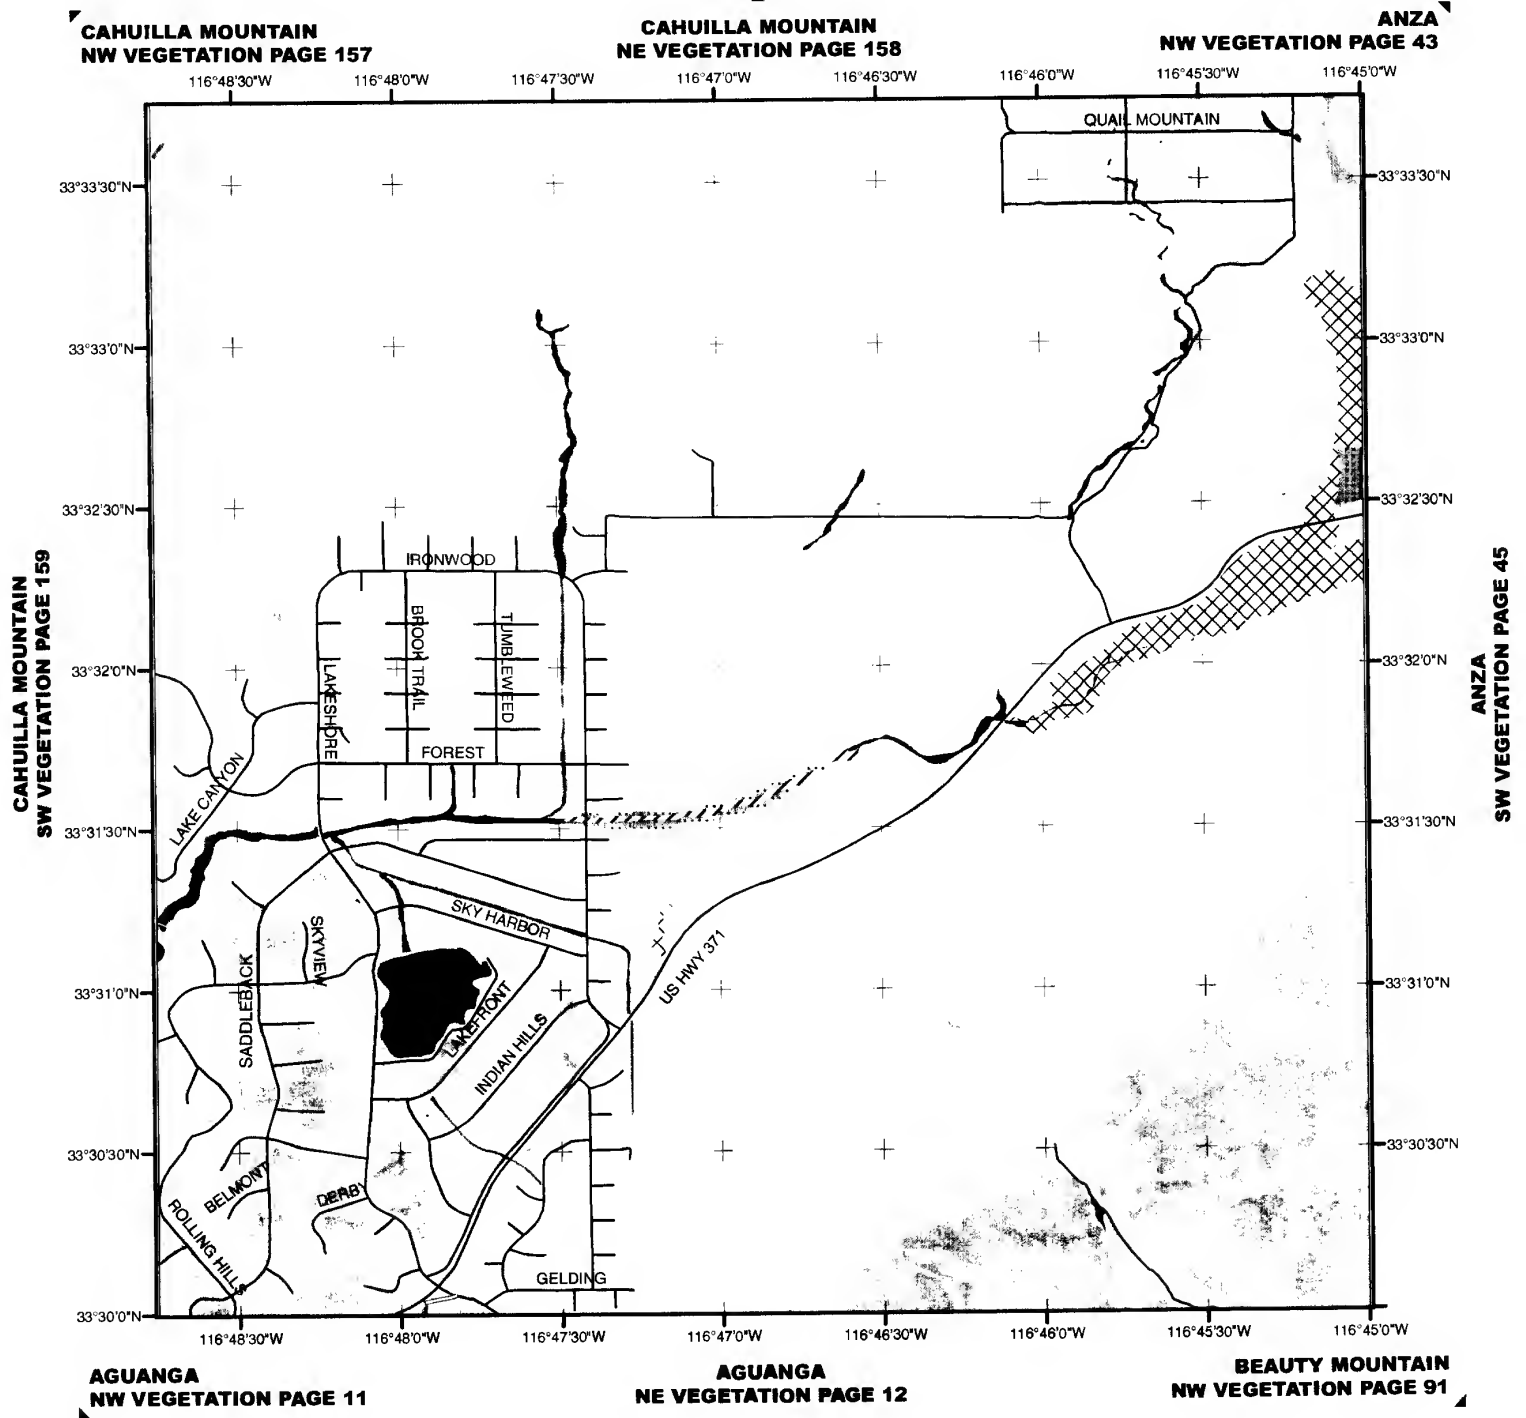 CAHUILLA MOUNTAIN
NW VEGETATION PAGE 157
CAHUILLA MOUNTAIN
NE VEGETATION PAGE 158
ANZA
NW VEGETATION PAGE 43
116°48'30"W 116°48'0"W 116°47'30"W 116°47'0"W 116°46'30"W 116°46'0"W 116°45'30"W 116°45'0"W
QUAIL MOUNTAIN
33°33'30"N
33°33'30"N
33°33'0"N
33°33'0"N
33°32'30"N
33°32'30"N
IRONWOOD
BROOK TRAIL
TUMBLEWEED
LAKESHORE
CAHUILLA MOUNTAIN
SW VEGETATION PAGE 159
ANZA
SW VEGETATION PAGE 45
33°32'0"N
33°32'0"N
FOREST
LAKE CANYON
33°31'30"N
33°31'30"N
SKY HARBOR
SKYVIEW
SADDLEBACK
US HWY 371
33°31'0"N
33°31'0"N
LAKEFRONT
INDIAN HILLS
33°30'30"N
33°30'30"N
BELMONT
DERBY
ROLLING HILLS
GELDING
33°30'0"N
116°48'30"W 116°48'0"W 116°47'30"W 116°47'0"W 116°46'30"W 116°46'0"W 116°45'30"W 116°45'0"W
AGUANGA
NW VEGETATION PAGE 11
AGUANGA
NE VEGETATION PAGE 12
BEAUTY MOUNTAIN
NW VEGETATION PAGE 91